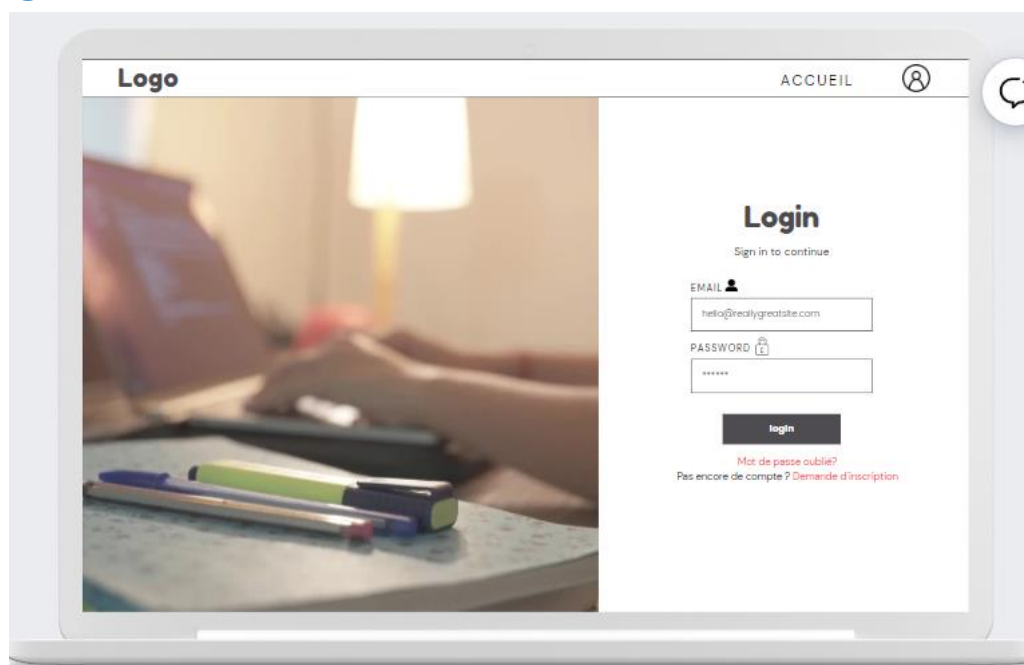 Logo
ACCUEIL
Login
Sign in to continue
EMAIL
hello@reallygreatsite.com
PASSWORD
******
login
Mot de passe oublié?
Pas encore de compte ? Demande d'inscription